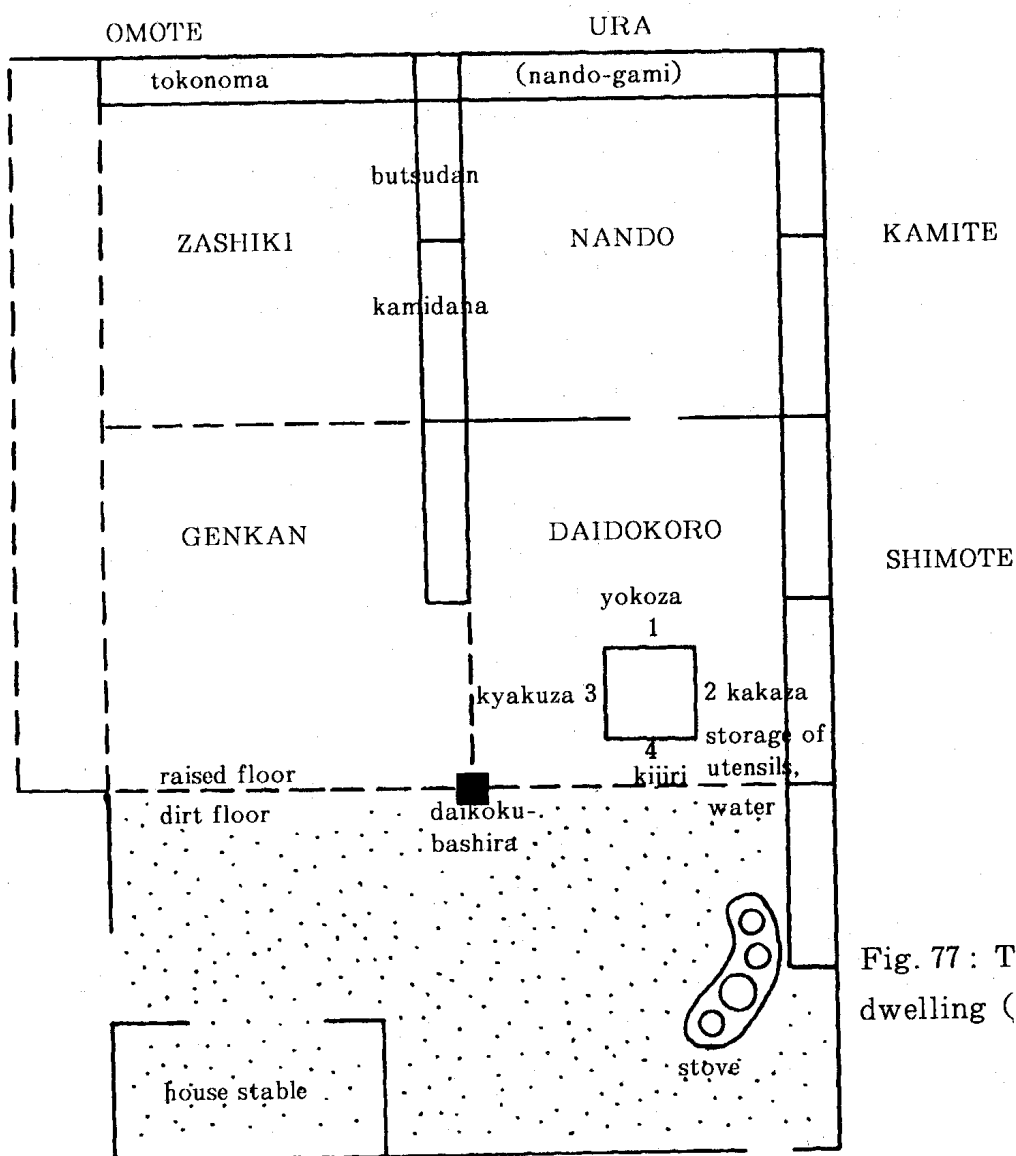 OMOTE
URA
tokonoma
(nando-gami)
butsudan
ZASHIKI
NANDO
KAMITE
kamidana
GENKAN
DAIDOKORO
SHIMOTE
yokoza
1
kyakuza 3
2 kakaza
4
kijiri
storage of
utensils,
water
raised floor
dirt floor
daikoku-
bashira
Fig. 77 : T
dwelling (
stove
house stable